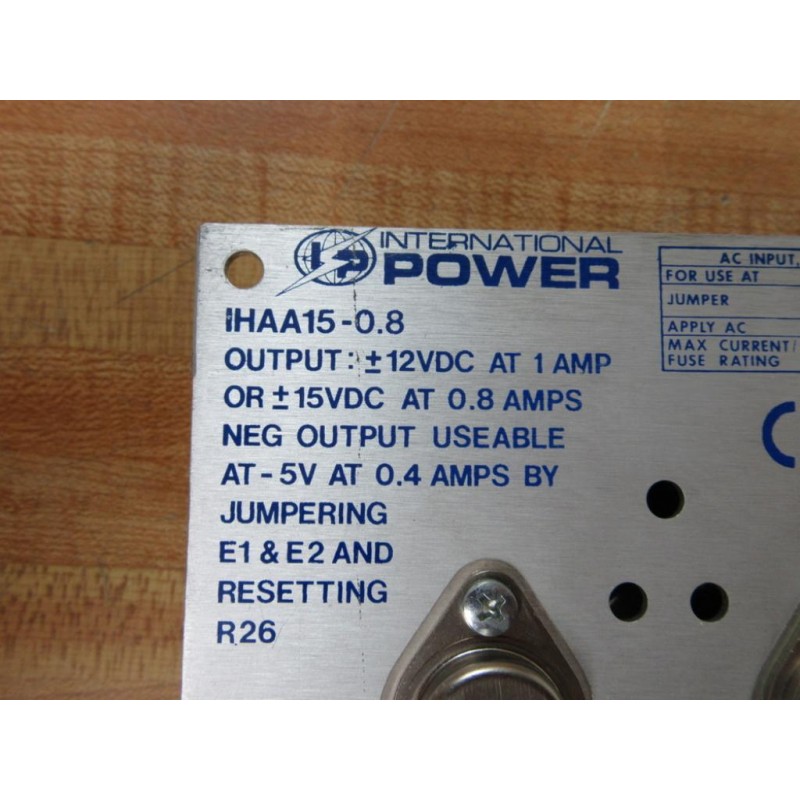 IP INTERNATIONAL
POWER
IHAA15-0.8
OUTPUT: ±12VDC AT 1 AMP
OR ±15VDC AT 0.8 AMPS
NEG OUTPUT USEABLE
AT-5V AT 0.4 AMPS BY
JUMPERING
E1 & E2 AND
RESETTING
R26
AC INPUT,
FOR USE AT
JUMPER
APPLY AC
MAX CURRENT/
FUSE RATING